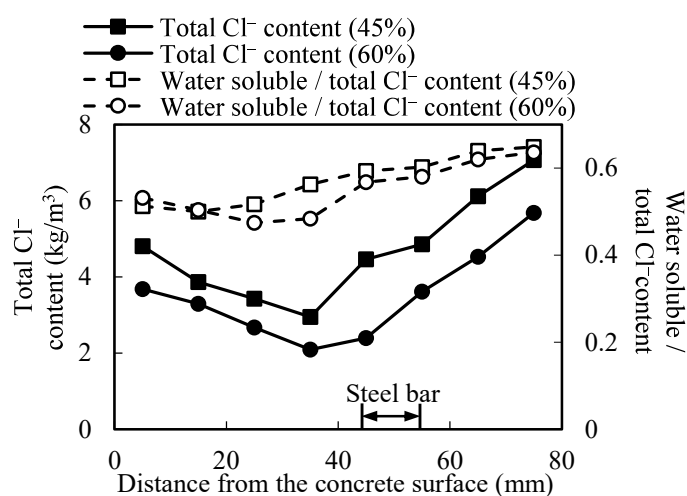 Total Cl⁻ content (45%)
Total Cl⁻ content (60%)
Water soluble / total Cl⁻ content (45%)
Water soluble / total Cl⁻ content (60%)
Total Cl⁻
content (kg/m³)
8
6
4
2
0
0.6
0.4
0.2
0
Water soluble /
total Cl⁻content
Steel bar
0 20 40 60 80
Distance from the concrete surface (mm)